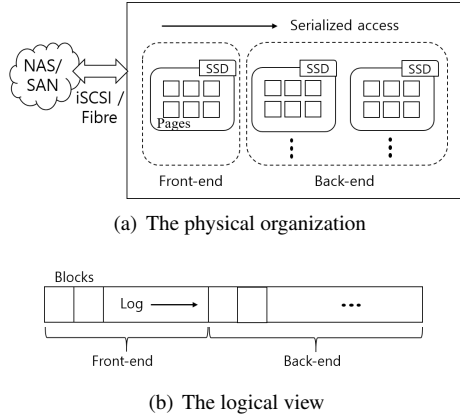 Serialized access
NAS/
SAN
iSCSI /
Fibre
SSD
SSD
SSD
Pages
Front-end
Back-end
(a) The physical organization
Blocks
Log
Front-end
Back-end
(b) The logical view